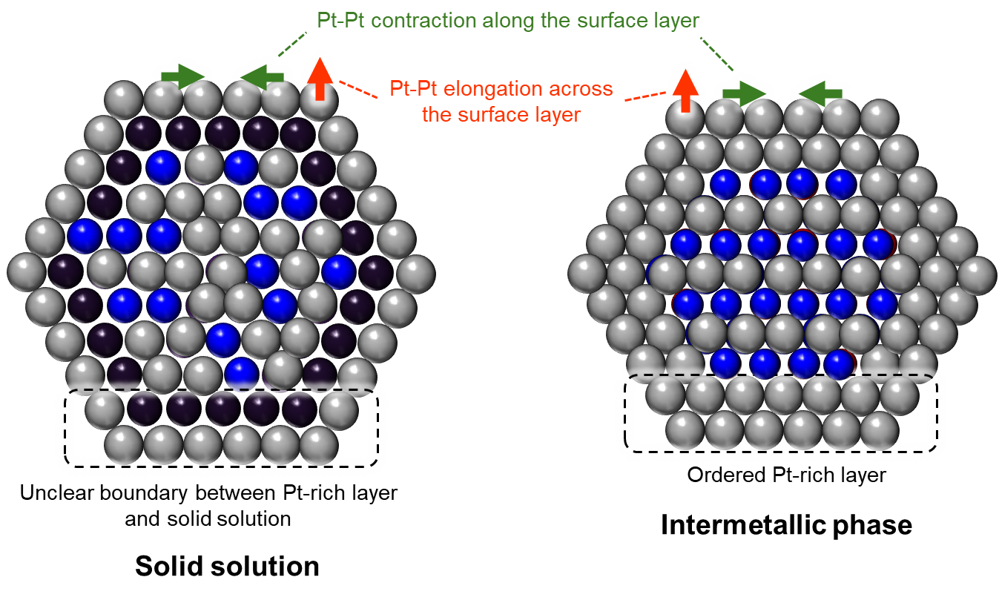 Pt-Pt contraction along the surface layer
Pt-Pt elongation across
the surface layer
Unclear boundary between Pt-rich layer
and solid solution
Solid solution
Ordered Pt-rich layer
Intermetallic phase